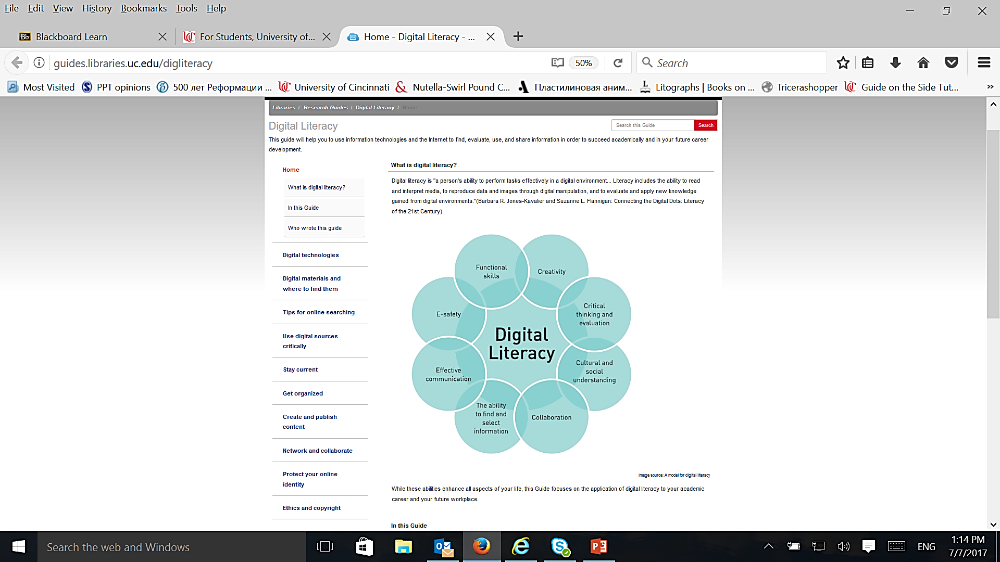 File Edit View History Bookmarks Tools Help
Bb Blackboard Learn
For Students, University of...
Home - Digital Literacy - ...
guides.libraries.uc.edu/digliteracy
50%
Search
Most Visited
PPT opinions
500 лет Реформации ...
University of Cincinnati
Nutella-Swirl Pound C...
Пластилиновая аним...
Litographs | Books on ...
Tricerashopper
Guide on the Side Tut...
Libraries / Research Guides / Digital Literacy / Home
Digital Literacy
Search this Guide
Search
This guide will help you to use information technologies and the Internet to find, evaluate, use, and share information in order to succeed academically and in your future career
development.
Home
What is digital literacy?
In this Guide
Who wrote this guide
Digital technologies
Digital materials and
where to find them
Tips for online searching
Use digital sources
critically
Stay current
Get organized
Create and publish
content
Network and collaborate
Protect your online
identity
Ethics and copyright
What is digital literacy?
Digital literacy is "a person's ability to perform tasks effectively in a digital environment... Literacy includes the ability to read
and interpret media, to reproduce data and images through digital manipulation, and to evaluate and apply new knowledge
gained from digital environments."(Barbara R. Jones-Kavalier and Suzanne L. Flannigan: Connecting the Digital Dots: Literacy
of the 21st Century).
Functional
skills
Creativity
Critical
thinking and
evaluation
Cultural and
social
understanding
Collaboration
The ability
to find and
select
information
Effective
communication
E-safety
Digital
Literacy
Image source: A model for digital literacy
While these abilities enhance all aspects of your life, this Guide focuses on the application of digital literacy to your academic
career and your future workplace.
In this Guide
Search the web and Windows
ENG
1:14 PM
7/7/2017